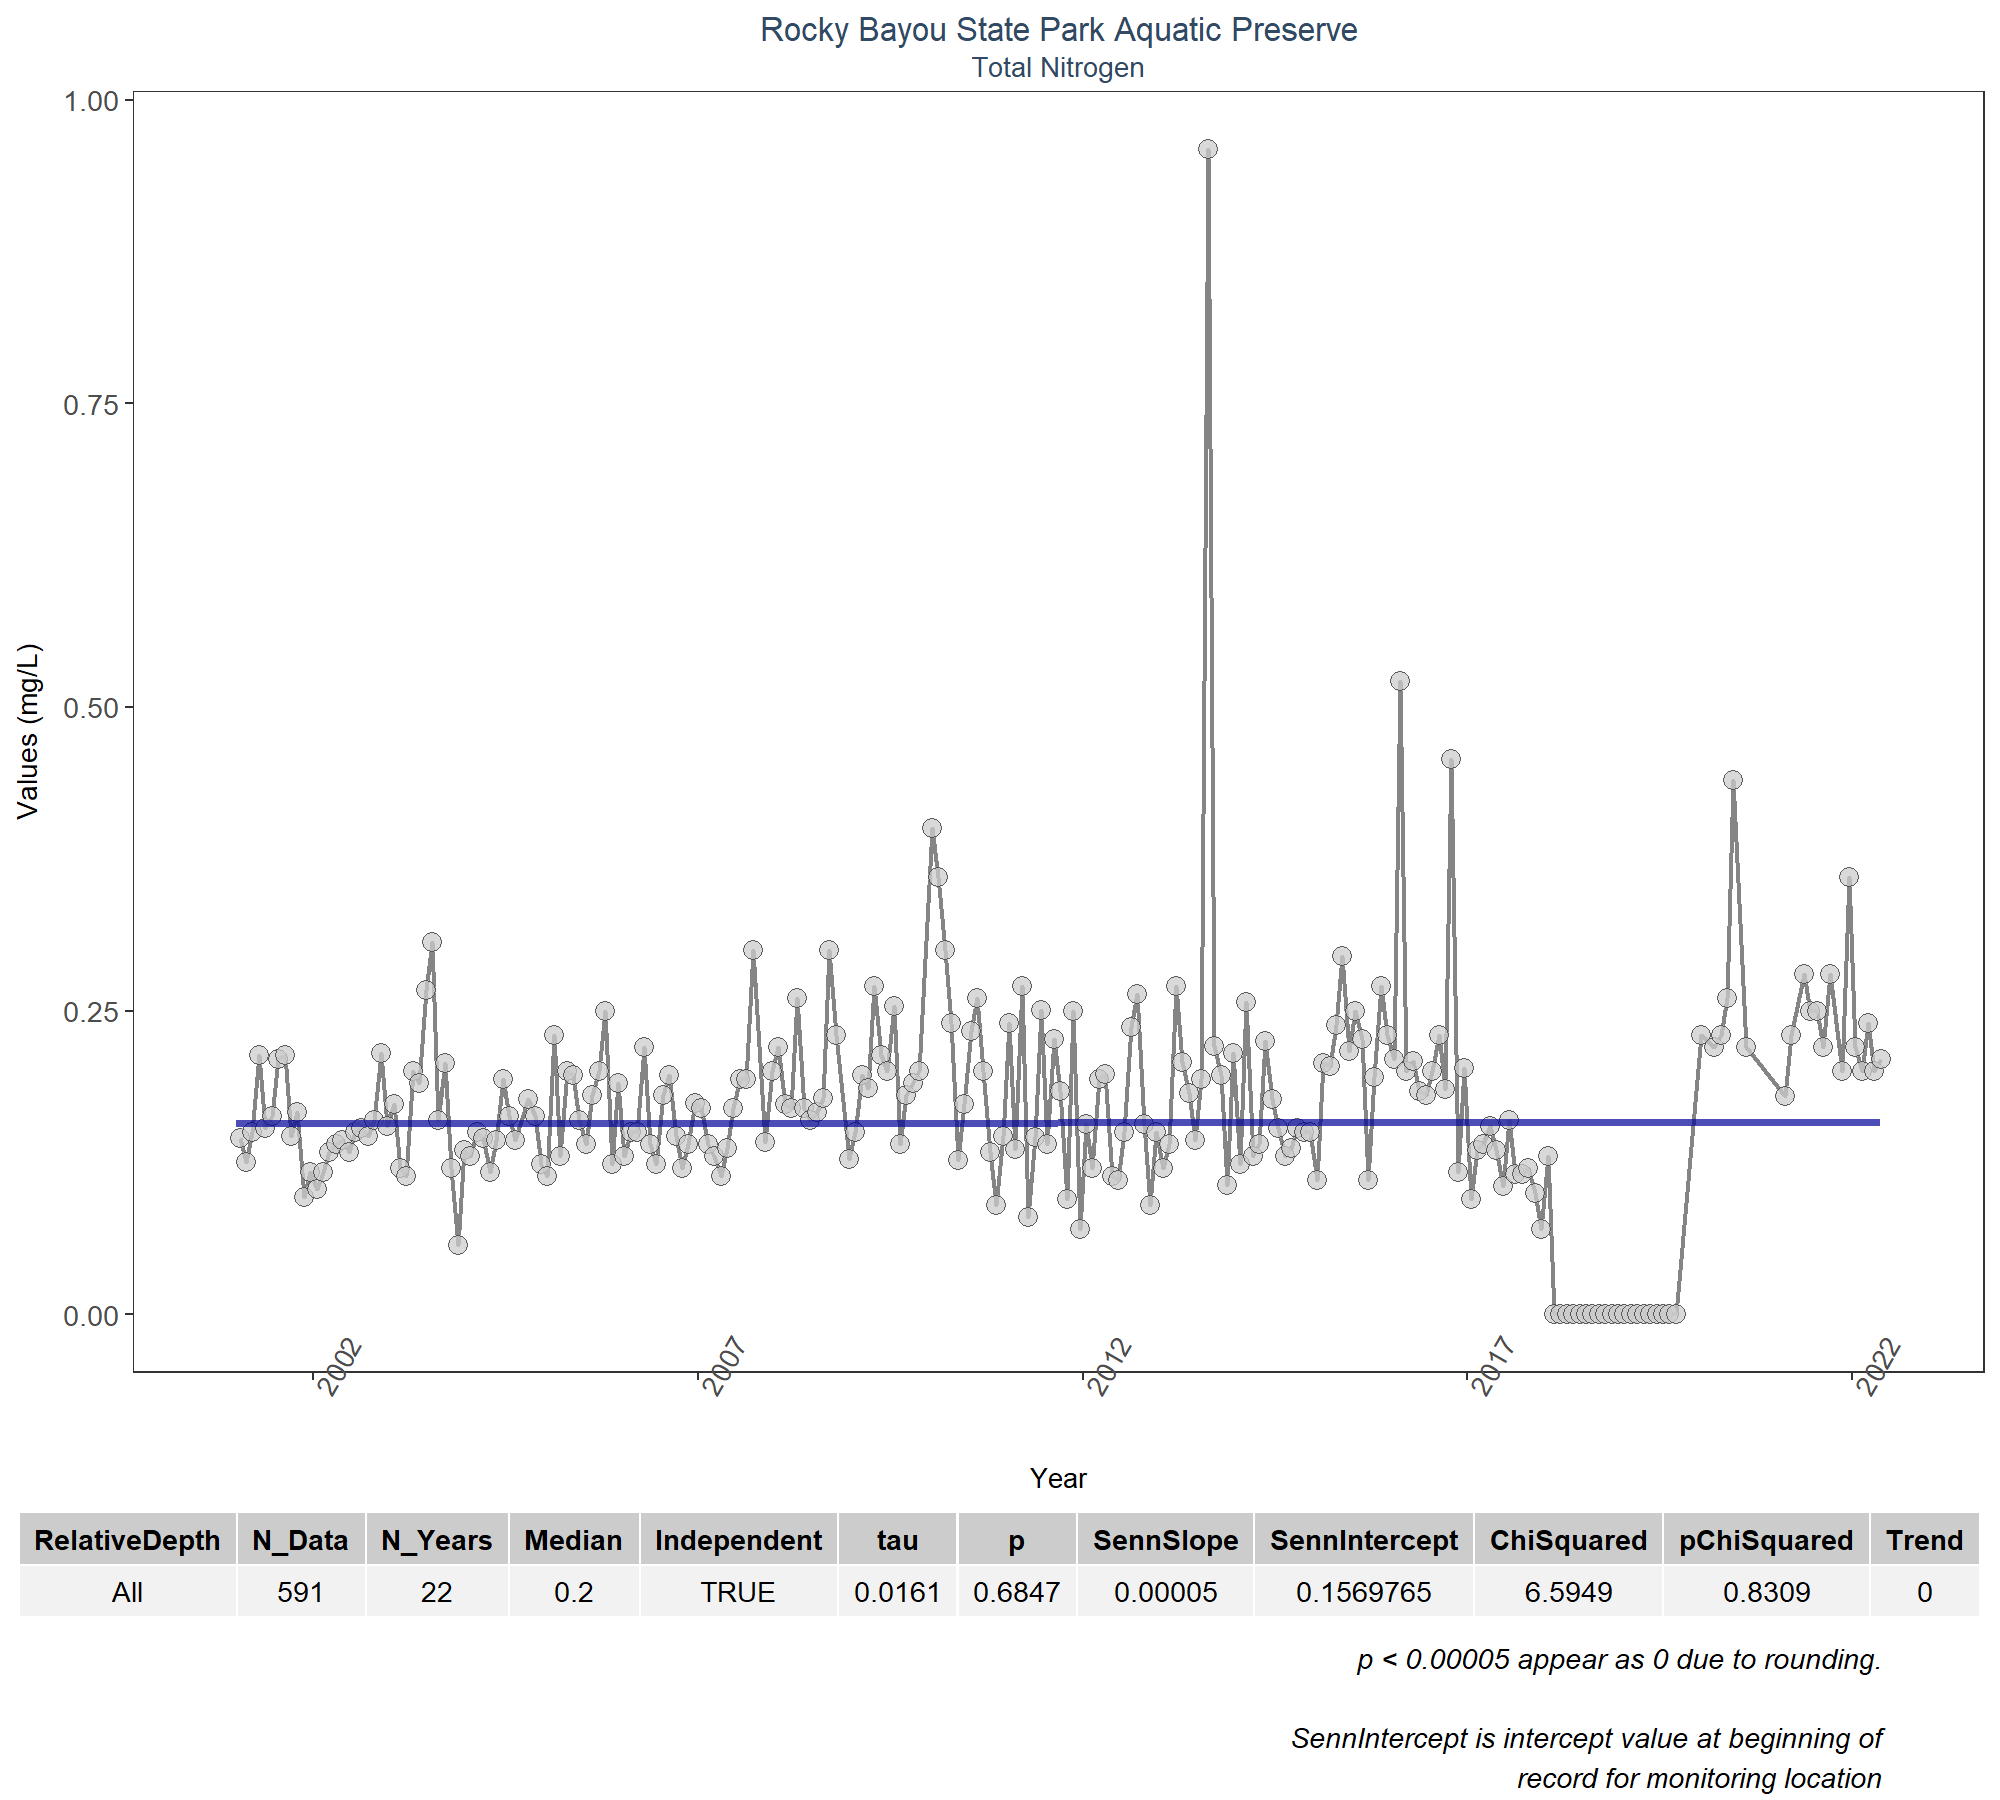 Rocky Bayou State Park Aquatic Preserve
Total Nitrogen
1.00
0.75
0.50
0.25
0.00
Values (mg/L)
2002 2007 2012 2017 2022
Year
RelativeDepth N_Data N_Years Median Independent tau p SennSlope SennIntercept ChiSquared pChiSquared Trend
All 591 22 0.2 TRUE 0.0161 0.6847 0.00005 0.1569765 6.5949 0.8309 0
p < 0.00005 appear as 0 due to rounding.
SennIntercept is intercept value at beginning of
record for monitoring location